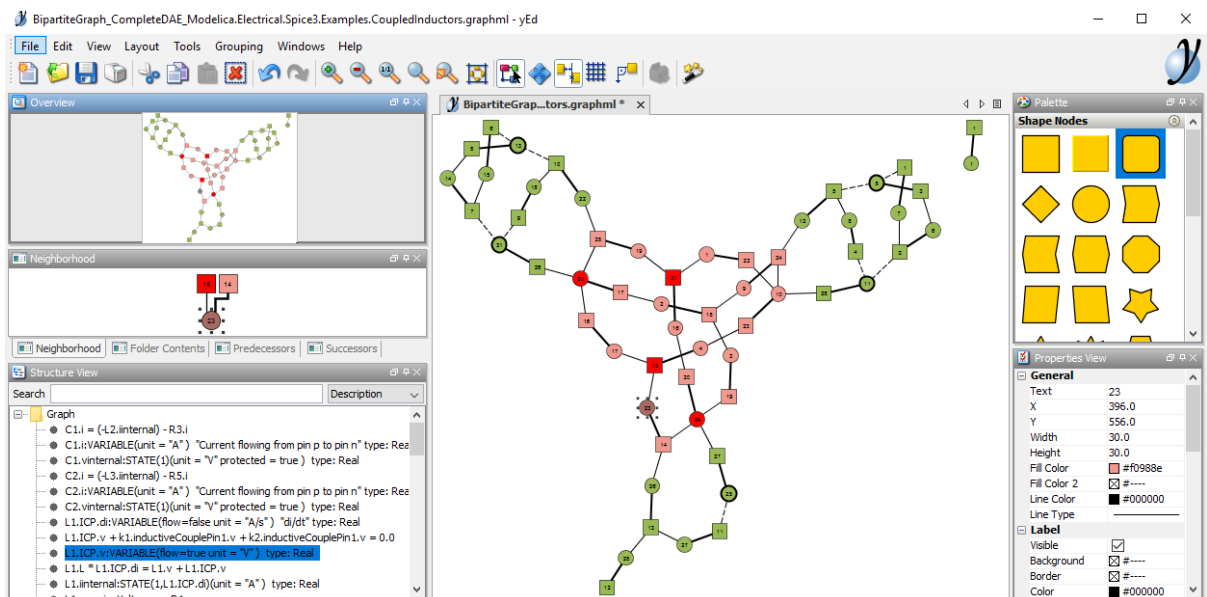 BipartiteGraph_CompleteDAE_Modelica.Electrical.Spice3.Examples.CoupledInductors.graphml - yEd
File Edit View Layout Tools Grouping Windows Help
Overview
BipartiteGrap...tors.graphml *
Palette
Shape Nodes
Neighborhood
15 14
23
Neighborhood Folder Contents Predecessors Successors
Structure View
Search Description
Graph
C1.i = (-L2.iinternal) - R3.i
C1.i:VARIABLE(unit = "A" ) "Current flowing from pin p to pin n" type: Rea
C1.vinternal:STATE(1)(unit = "V" protected = true ) type: Real
C2.i = (-L3.iinternal) - R5.i
C2.i:VARIABLE(unit = "A" ) "Current flowing from pin p to pin n" type: Rea
C2.vinternal:STATE(1)(unit = "V" protected = true ) type: Real
L1.ICP.di:VARIABLE(flow=false unit = "A/s" ) "di/dt" type: Real
L1.ICP.v + k1.inductiveCouplePin1.v + k2.inductiveCouplePin1.v = 0.0
L1.ICP.v:VARIABLE(flow=true unit = "V" ) type: Real
L1.L * L1.ICP.di = L1.v + L1.ICP.v
L1.iinternal:STATE(1,L1.ICP.di)(unit = "A" ) type: Real
Properties View
General
Text 23
X 396.0
Y 556.0
Width 30.0
Height 30.0
Fill Color #f0988e
Fill Color 2 #----
Line Color #000000
Line Type
Label
Visible
Background #----
Border #----
Color #000000